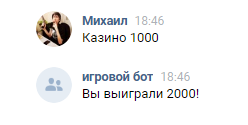 Михаил 18:46
Казино 1000
игровой бот 18:46
Вы выиграли 2000!